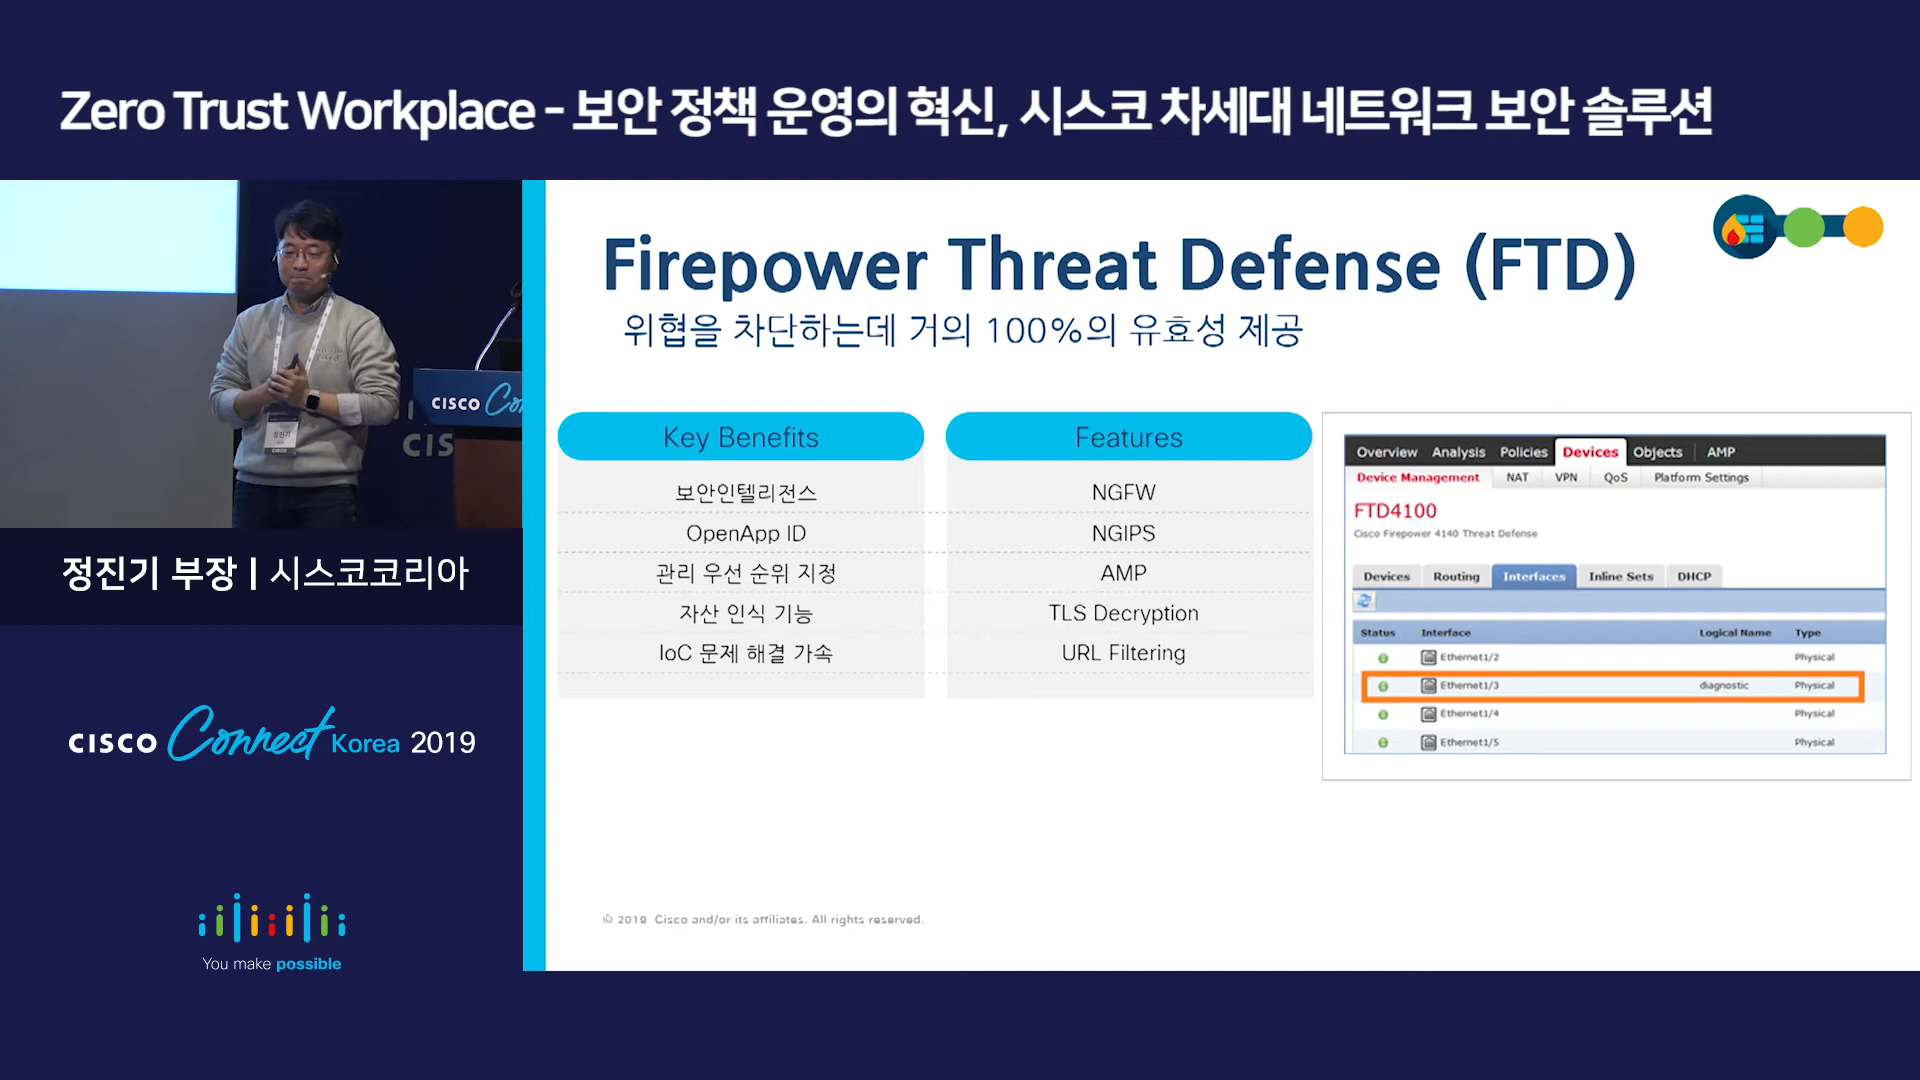 Zero Trust Workplace - 보안 정책 운영의 혁신, 시스코 차세대 네트워크 보안 솔루션
CISCO
CIS
정진기
CISCO
정진기 부장 | 시스코코리아
CISCO Connect Korea 2019
You make possible
Firepower Threat Defense (FTD)
위협을 차단하는데 거의 100%의 유효성 제공
Key Benefits
보안인텔리전스
OpenApp ID
관리 우선 순위 지정
자산 인식 기능
IoC 문제 해결 가속
Features
NGFW
NGIPS
AMP
TLS Decryption
URL Filtering
Overview Analysis Policies Devices Objects AMP
Device Management NAT VPN QoS Platform Settings
FTD4100
Cisco Firepower 4140 Threat Defense
Devices Routing Interfaces Inline Sets DHCP
Status Interface Logical Name Type
Ethernet1/2 Physical
Ethernet1/3 diagnostic Physical
Ethernet1/4 Physical
Ethernet1/5 Physical
© 2019 Cisco and/or its affiliates. All rights reserved.